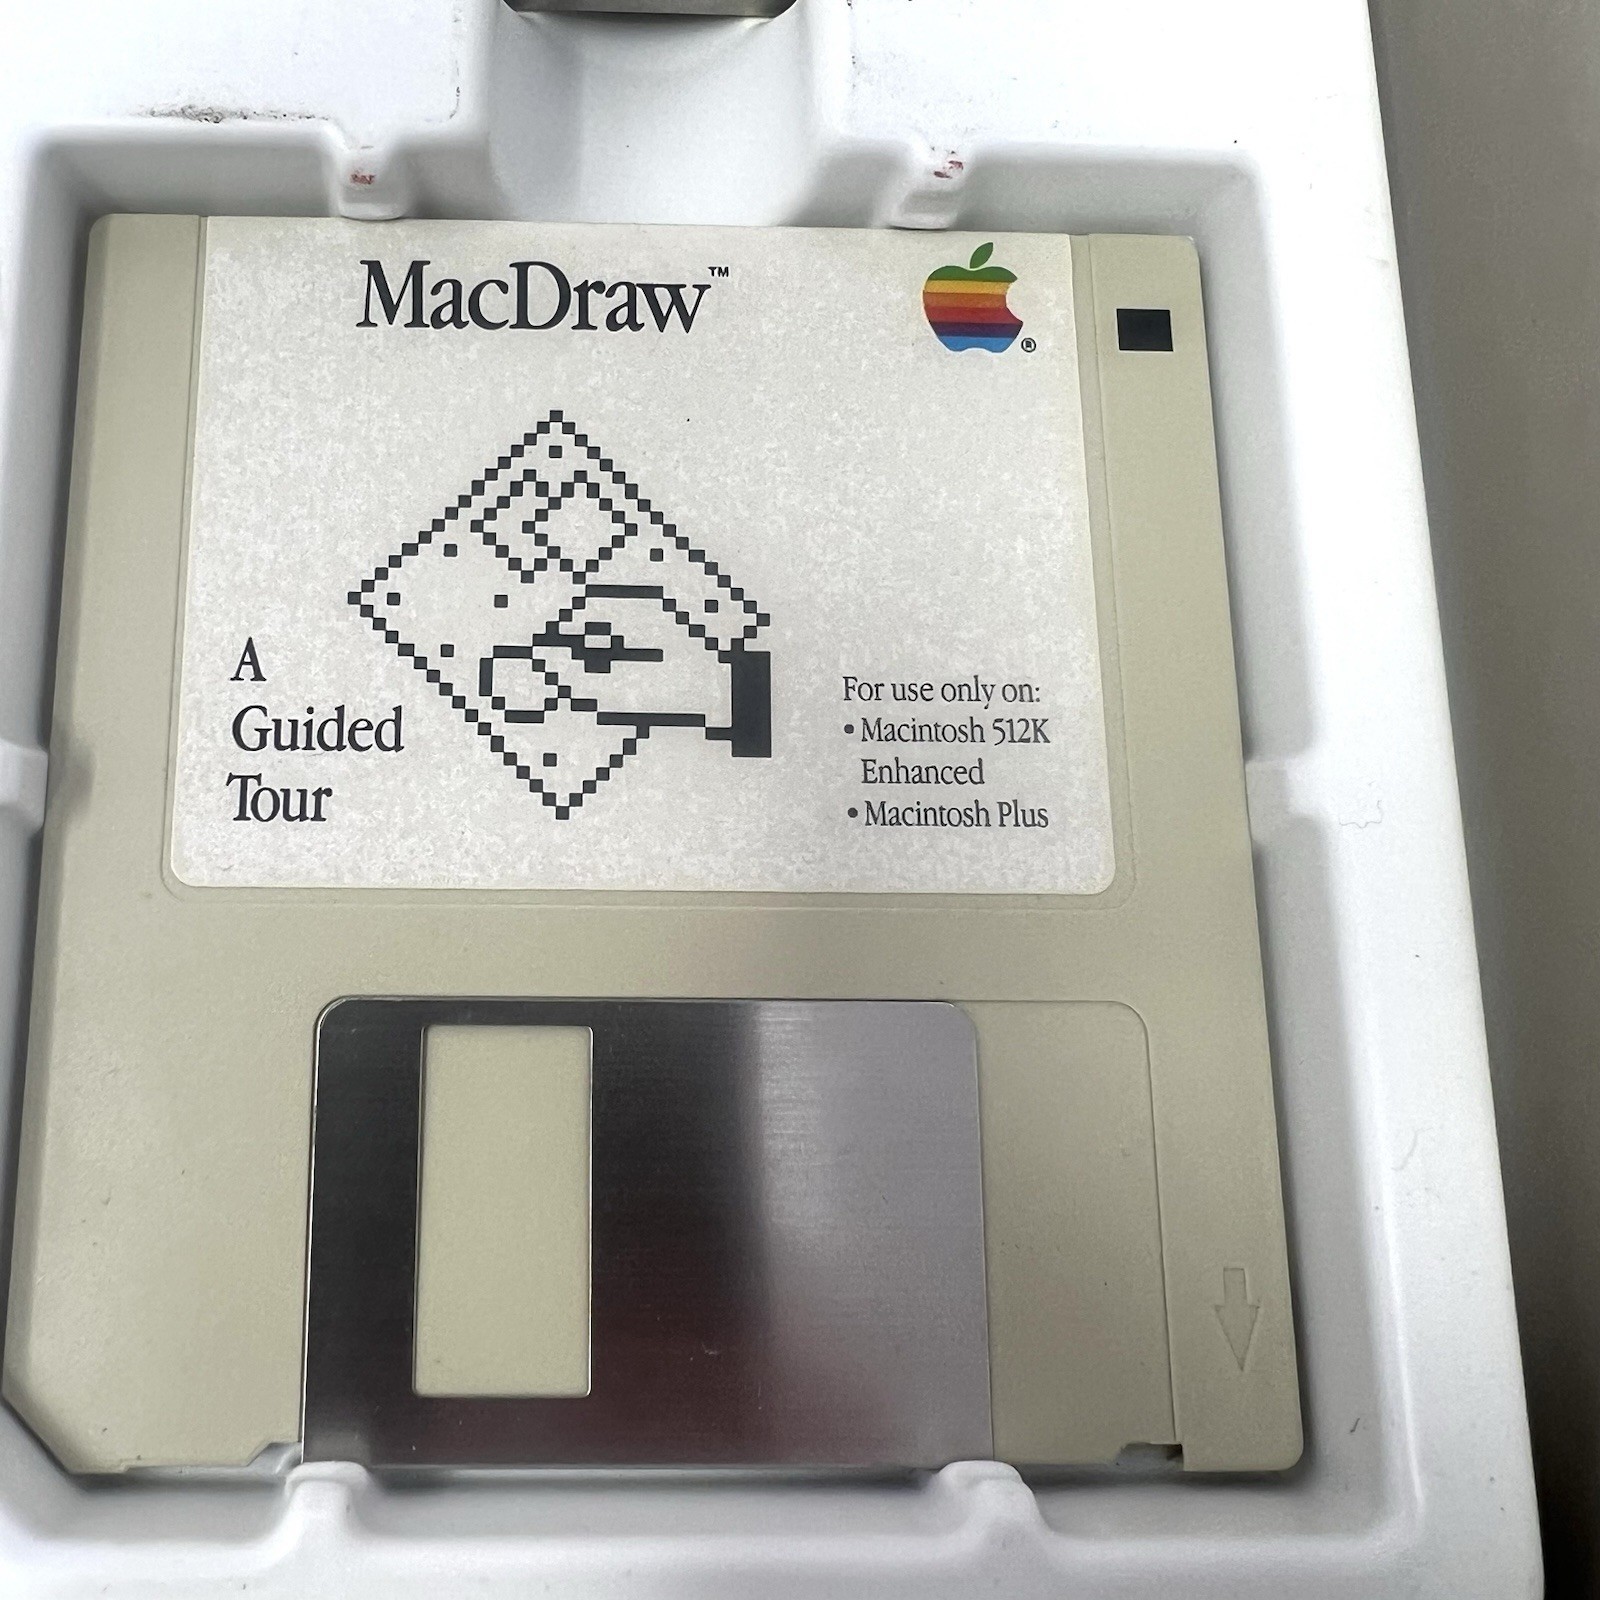 MacDraw™
®
A
Guided
Tour
For use only on:
• Macintosh 512K
Enhanced
• Macintosh Plus